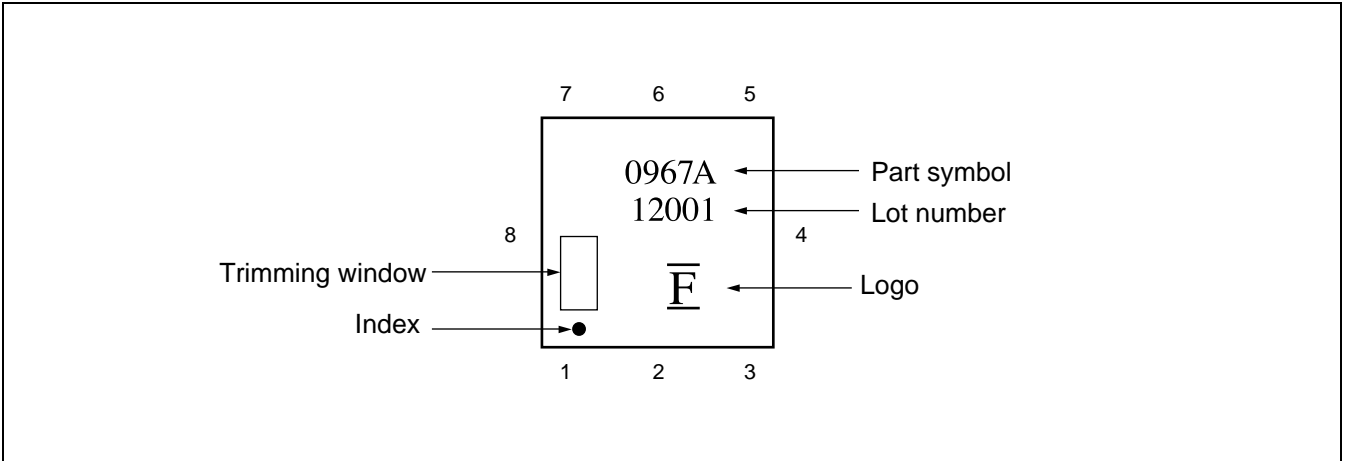 7 6 5
0967A
Part symbol
12001
Lot number
8
4
Trimming window
F
Logo
Index
1 2 3